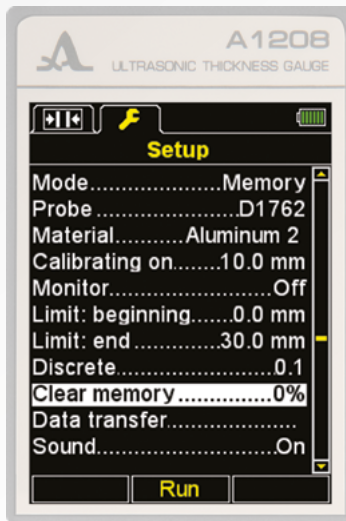 A1208
ULTRASONIC THICKNESS GAUGE
Setup
Mode......................Memory
Probe........................D1762
Material...........Aluminum 2
Calibrating on.......10.0 mm
Monitor..........................Off
Limit: beginning......0.0 mm
Limit: end...............30.0 mm
Discrete..........................0.1
Clear memory...............0%
Data transfer.....................
Sound.............................On
Run